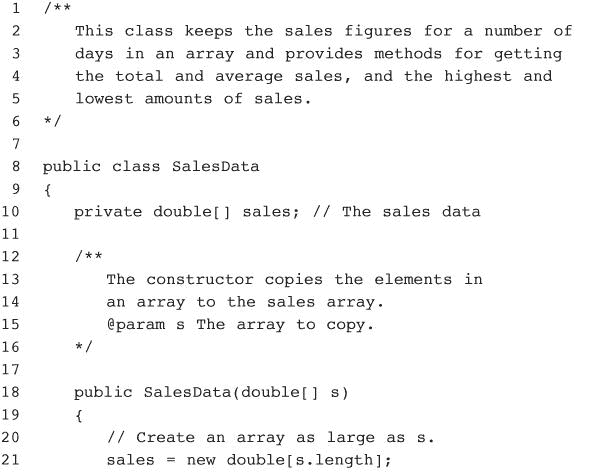 1 /**
2 This class keeps the sales figures for a number of
3 days in an array and provides methods for getting
4 the total and average sales, and the highest and
5 lowest amounts of sales.
6 */
7
8 public class SalesData
9 {
10 private double[] sales; // The sales data
11
12 /**
13 The constructor copies the elements in
14 an array to the sales array.
15 @param s The array to copy.
16 */
17
18 public SalesData(double[] s)
19 {
20 // Create an array as large as s.
21 sales = new double[s.length];